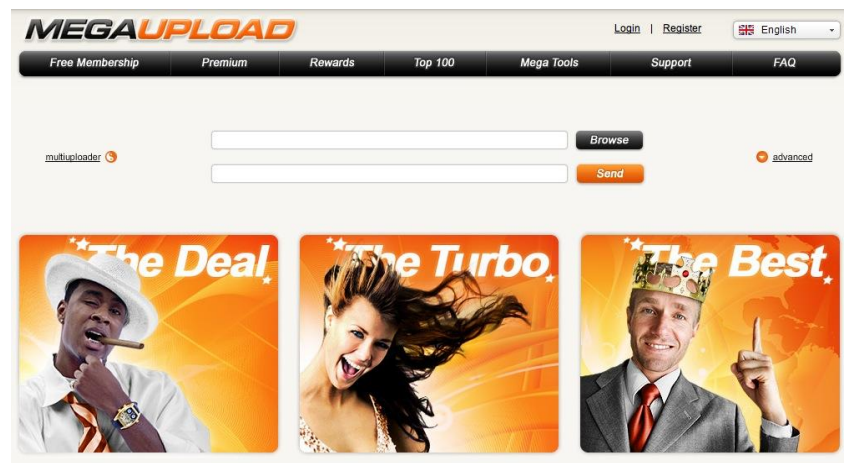 MEGAUPLOAD
Login | Register English
Free Membership Premium Rewards Top 100 Mega Tools Support FAQ
Browse
multiuploader advanced
Send
The Deal The Turbo The Best